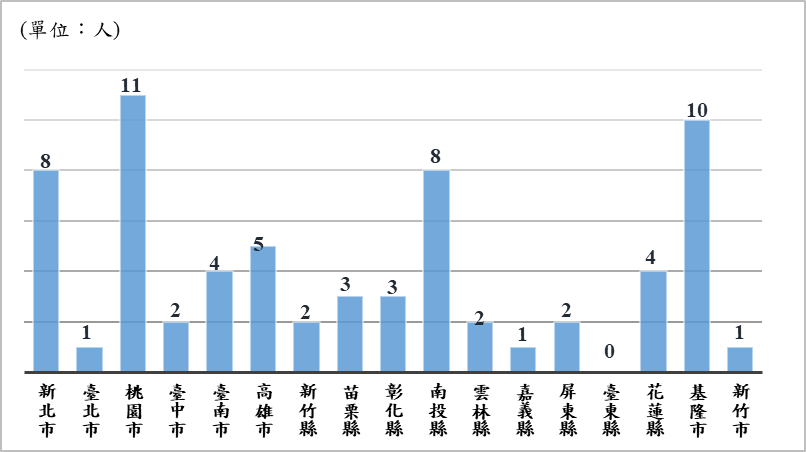 (單位：人)
8
1
11
2
4
5
2
3
3
8
2
1
2
0
4
10
1
新北市
臺北市
桃園市
臺中市
臺南市
高雄市
新竹縣
苗栗縣
彰化縣
南投縣
雲林縣
嘉義縣
屏東縣
臺東縣
花蓮縣
基隆市
新竹市